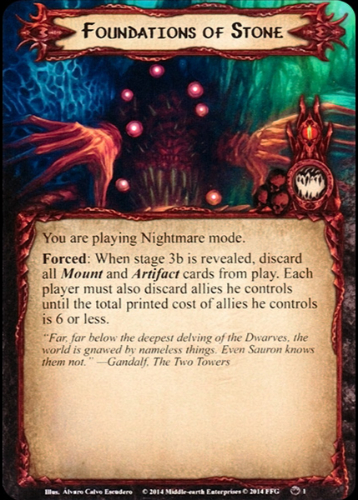 Foundations of Stone
You are playing Nightmare mode.
Forced: When stage 3b is revealed, discard
all Mount and Artifact cards from play. Each
player must also discard allies he controls
until the total printed cost of allies he controls
is 6 or less.
"Far, far below the deepest delving of the Dwarves, the
world is gnawed by nameless things. Even Sauron knows
them not." —Gandalf, The Two Towers
Illus. Álvaro Calvo Escudero © 2014 Middle-earth Enterprises © 2014 FFG 1